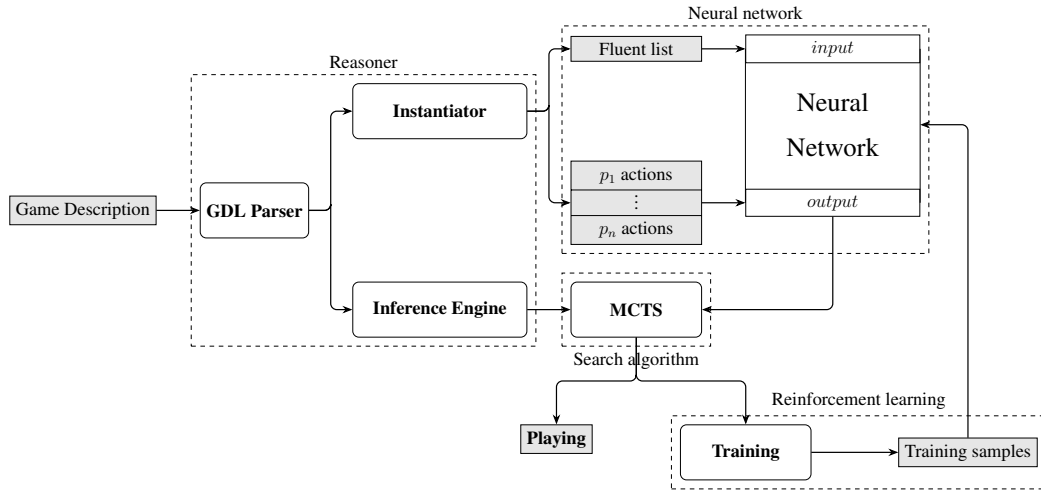 Neural network
Fluent list
input
Reasoner
Instantiator
Neural
Network
p₁ actions
⋮
pₙ actions
output
Game Description
GDL Parser
Inference Engine
MCTS
Search algorithm
Reinforcement learning
Playing
Training
Training samples